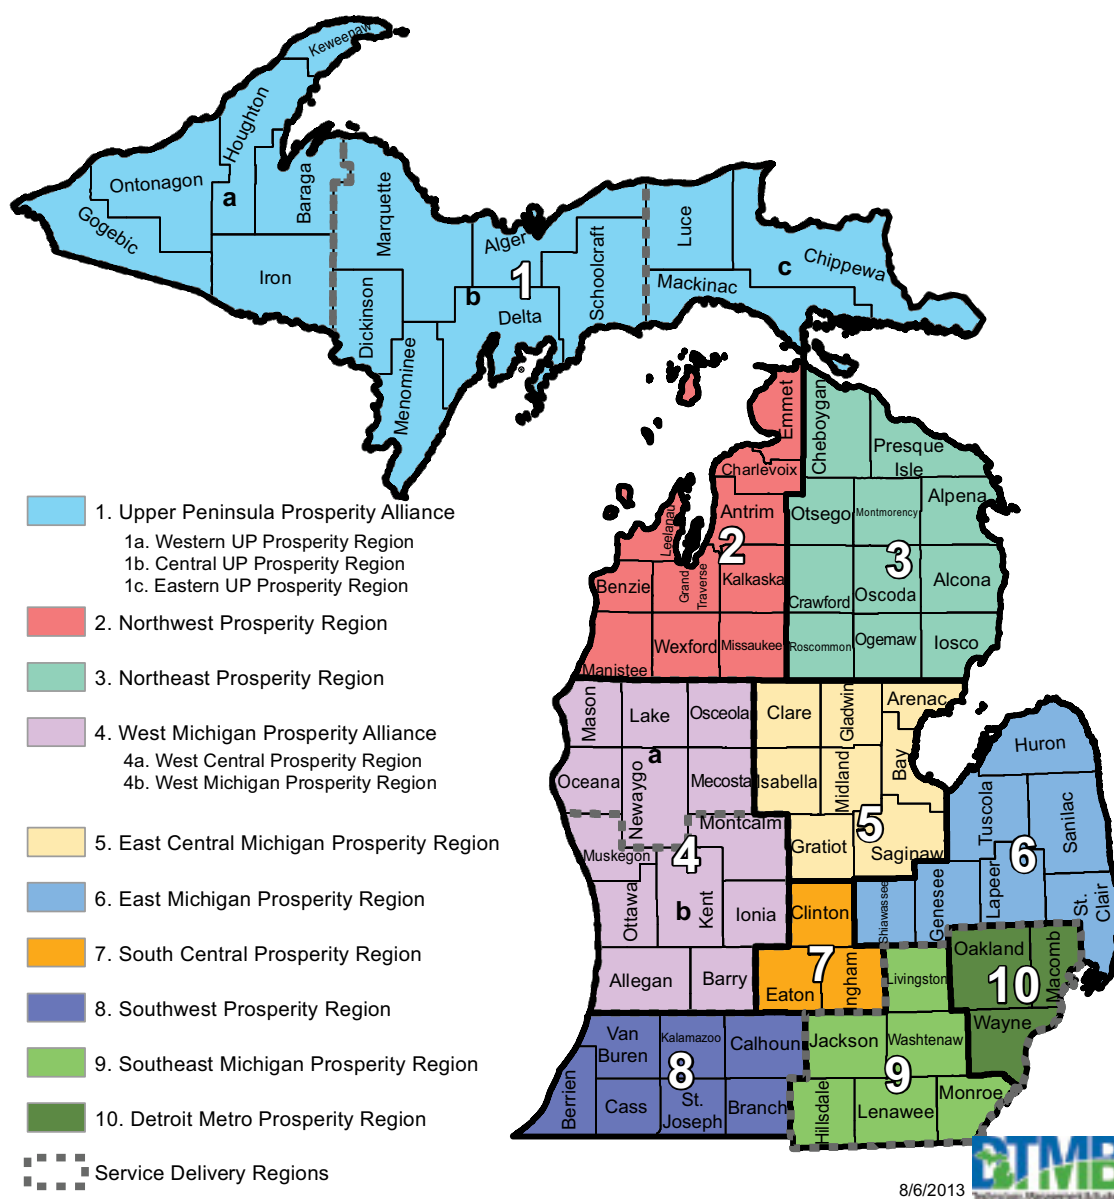 Keweenaw
Houghton
Ontonagon
Gogebic
a
Baraga
Iron
Marquette
Dickinson
Menominee
Alger
1
b
Delta
Schoolcraft
Luce
c
Chippewa
Mackinac
Emmet
Cheboygan
Presque
Isle
Charlevoix
Antrim
Otsego
Montmorency
Alpena
Leelanau
2
3
Benzie
Grand
Traverse
Kalkaska
Crawford
Oscoda
Alcona
Manistee
Wexford
Missaukee
Roscommon
Ogemaw
Iosco
Mason
Lake
Osceola
Clare
Gladwin
Arenac
a
Oceana
Newaygo
Mecosta
Isabella
Midland
Bay
Huron
Montcalm
Muskegon
4
Gratiot
5
Saginaw
Tuscola
Sanilac
6
Ottawa
b
Kent
Ionia
Clinton
Shiawassee
Genesee
Lapeer
St.
Clair
Allegan
Barry
Eaton
7
Ingham
Livingston
Oakland
Macomb
10
Wayne
Van
Buren
Kalamazoo
Calhoun
Jackson
Washtenaw
8
9
Berrien
Cass
St.
Joseph
Branch
Hillsdale
Lenawee
Monroe
1. Upper Peninsula Prosperity Alliance
1a. Western UP Prosperity Region
1b. Central UP Prosperity Region
1c. Eastern UP Prosperity Region
2. Northwest Prosperity Region
3. Northeast Prosperity Region
4. West Michigan Prosperity Alliance
4a. West Central Prosperity Region
4b. West Michigan Prosperity Region
5. East Central Michigan Prosperity Region
6. East Michigan Prosperity Region
7. South Central Prosperity Region
8. Southwest Prosperity Region
9. Southeast Michigan Prosperity Region
10. Detroit Metro Prosperity Region
Service Delivery Regions
8/6/2013
DTMB